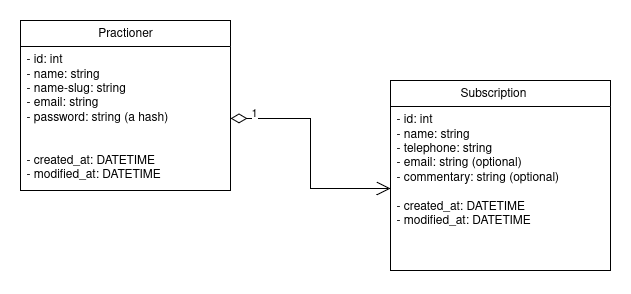 Practioner
- id: int
- name: string
- name-slug: string
- email: string
- password: string (a hash)
- created_at: DATETIME
- modified_at: DATETIME
1
Subscription
- id: int
- name: string
- telephone: string
- email: string (optional)
- commentary: string (optional)
- created_at: DATETIME
- modified_at: DATETIME